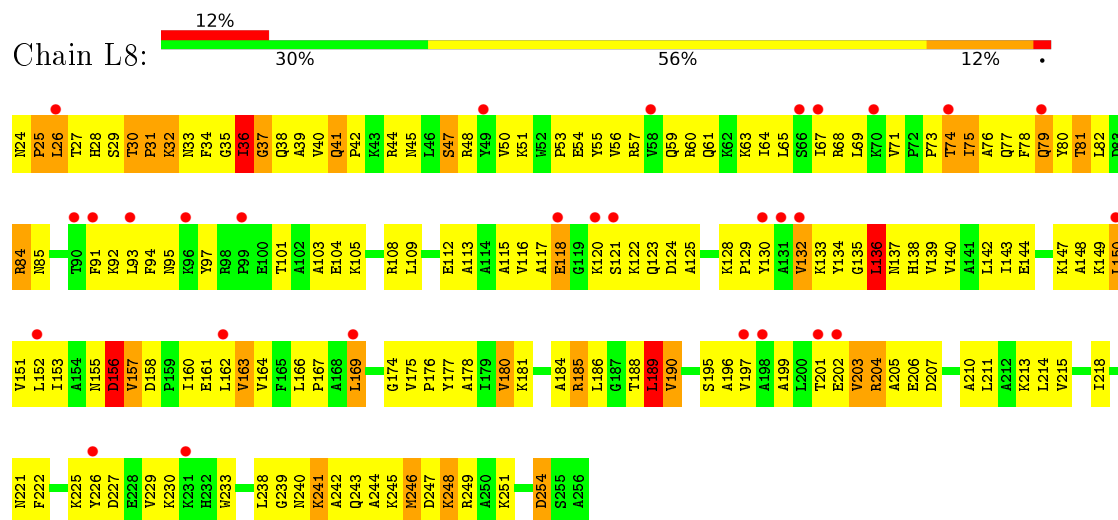 12%
Chain L8:
30% 56% 12% •
N24 P25 L26 T27 H28 S29 T30 P31 K32 N33 F34 G35 I36 G37 Q38 A39 V40 Q41 P42 K43 R44 N45 L46 S47 R48 Y49 V50 K51 W52 P53 E54 Y55 V56 R57 V58 Q59 R60 Q61 K62 K63 I64 L65 S66 I67 R68 L69 K70 V71 P72 P73 T74 I75 A76 Q77 F78 Q79 Y80 T81 L82 D83
R84 N85 T90 F91 K92 L93 F94 N95 K96 Y97 R98 P99 E100 T101 A102 A103 E104 K105 R108 L109 E112 A113 A114 A115 V116 A117 E118 G119 K120 S121 K122 Q123 D124 A125 K128 P129 Y130 A131 V132 K133 Y134 G135 L136 N137 H138 V139 V140 A141 L142 I143 E144 K147 A148 K149 L150
V151 L152 I153 A154 N155 D156 V157 D158 P159 I160 E161 L162 V163 V164 F165 L166 P167 A168 L169 G174 V175 P176 Y177 A178 I179 V180 K181 A184 R185 L186 G187 T188 L189 V190 S195 A196 V197 A198 A199 L200 T201 E202 V203 R204 A205 E206 D207 A210 L211 A212 K213 L214 V215 I218
N221 F222 K225 Y226 D227 E228 V229 K230 K231 H232 W233 L238 G239 N240 K241 A242 Q243 A244 K245 M246 D247 K248 R249 A250 K251 D254 S255 A256